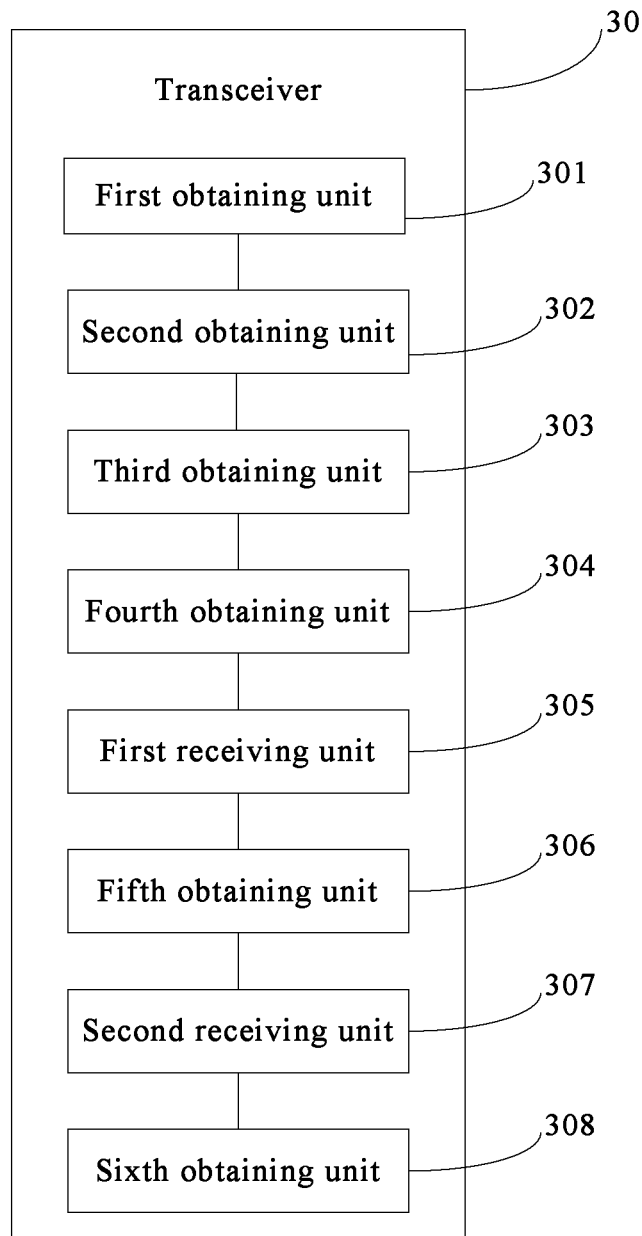 30
Transceiver
First obtaining unit
301
Second obtaining unit
302
Third obtaining unit
303
Fourth obtaining unit
304
First receiving unit
305
Fifth obtaining unit
306
Second receiving unit
307
Sixth obtaining unit
308